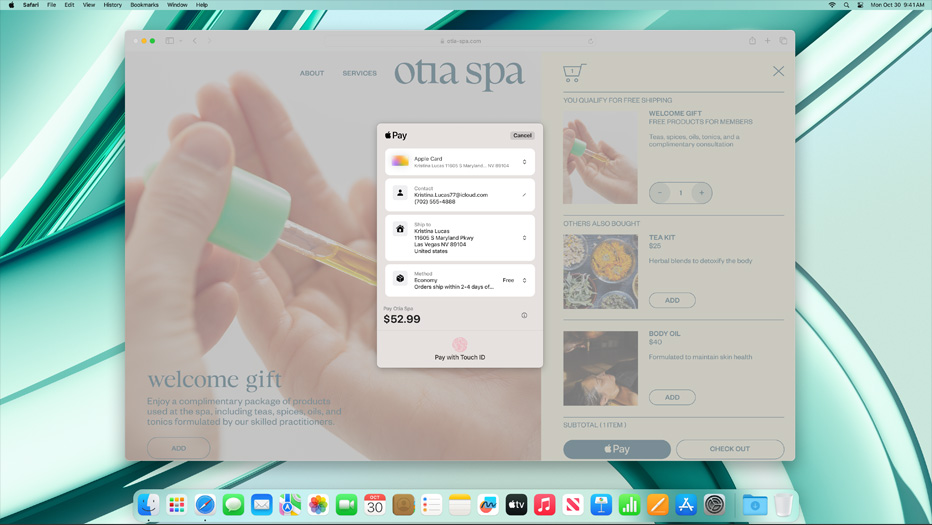 Safari File Edit View History Bookmarks Window Help
Mon Oct 30 9:41AM
otia-spa.com
ABOUT SERVICES otia spa
1
YOU QUALIFY FOR FREE SHIPPING
WELCOME GIFT
FREE PRODUCTS FOR MEMBERS
Teas, spices, oils, tonics, and a
complimentary consultation
− 1 +
OTHERS ALSO BOUGHT
TEA KIT
$25
Herbal blends to detoxify the body
ADD
BODY OIL
$40
Formulated to maintain skin health
ADD
SUBTOTAL (1 ITEM)
Pay CHECK OUT
welcome gift
Enjoy a complimentary package of products
used at the spa, including teas, spices, oils, and
tonics formulated by our skilled practitioners.
ADD
Pay Cancel
Apple Card
Kristina Lucas 11605 S Maryland... NV 89104
Contact
Kristina.Lucas77@icloud.com
(702) 555-4888
Ship to
Kristina Lucas
11605 S Maryland Pkwy
Las Vegas NV 89104
United states
Method
Economy Free
Orders ship within 2-4 days of...
Pay Otia Spa
$52.99
Pay with Touch ID
OCT
30
tv